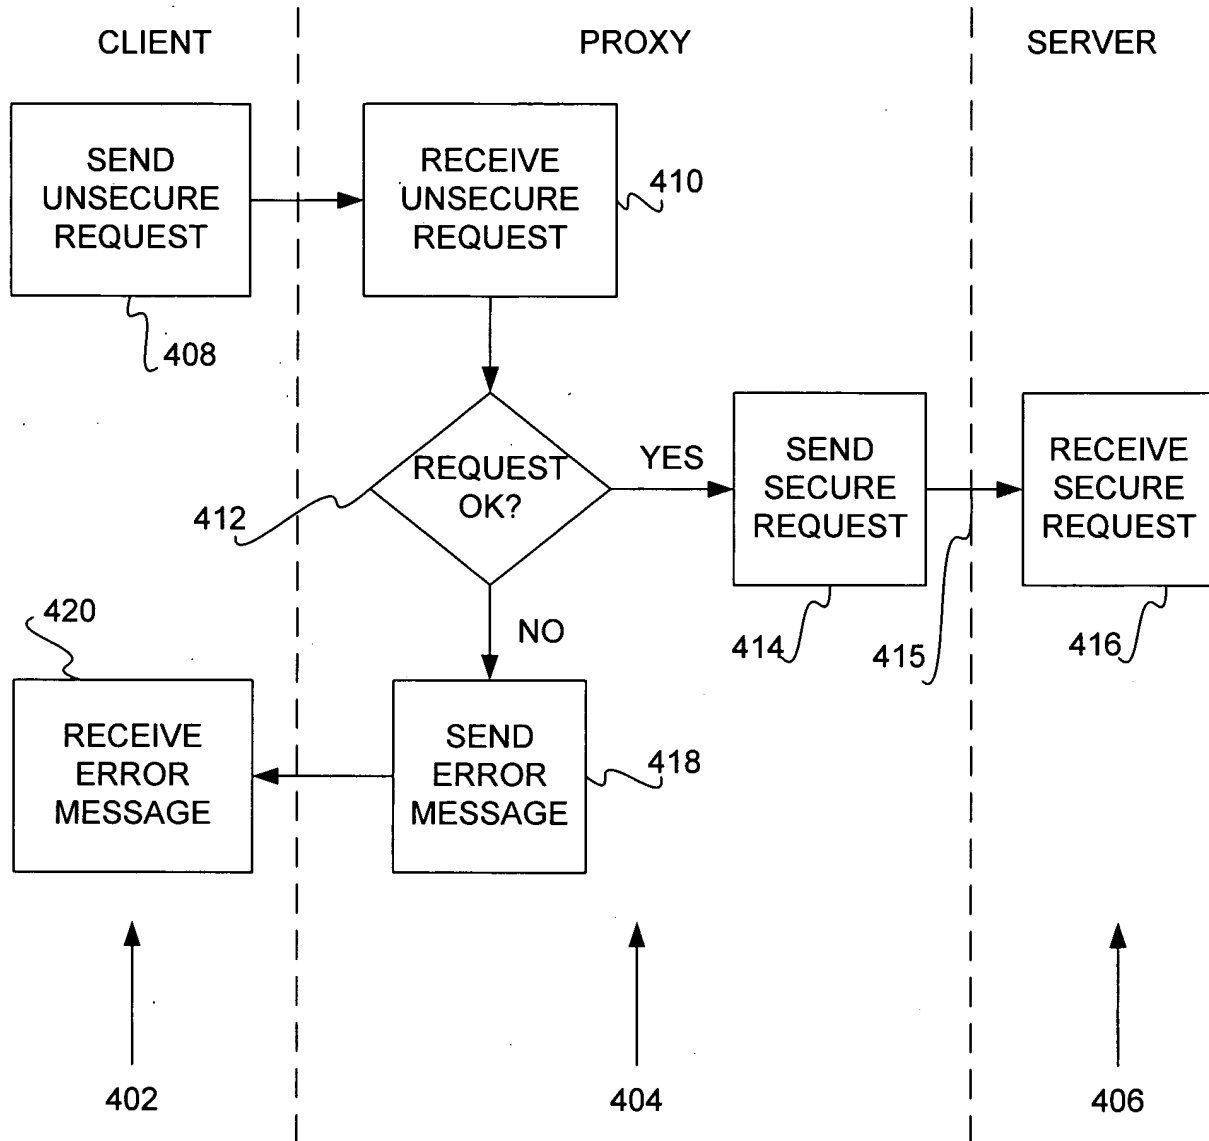 CLIENT
PROXY
SERVER
SEND
UNSECURE
REQUEST
408
RECEIVE
UNSECURE
REQUEST
410
REQUEST
OK?
412
YES
SEND
SECURE
REQUEST
414
415
RECEIVE
SECURE
REQUEST
416
NO
420
RECEIVE
ERROR
MESSAGE
SEND
ERROR
MESSAGE
418
402
404
406